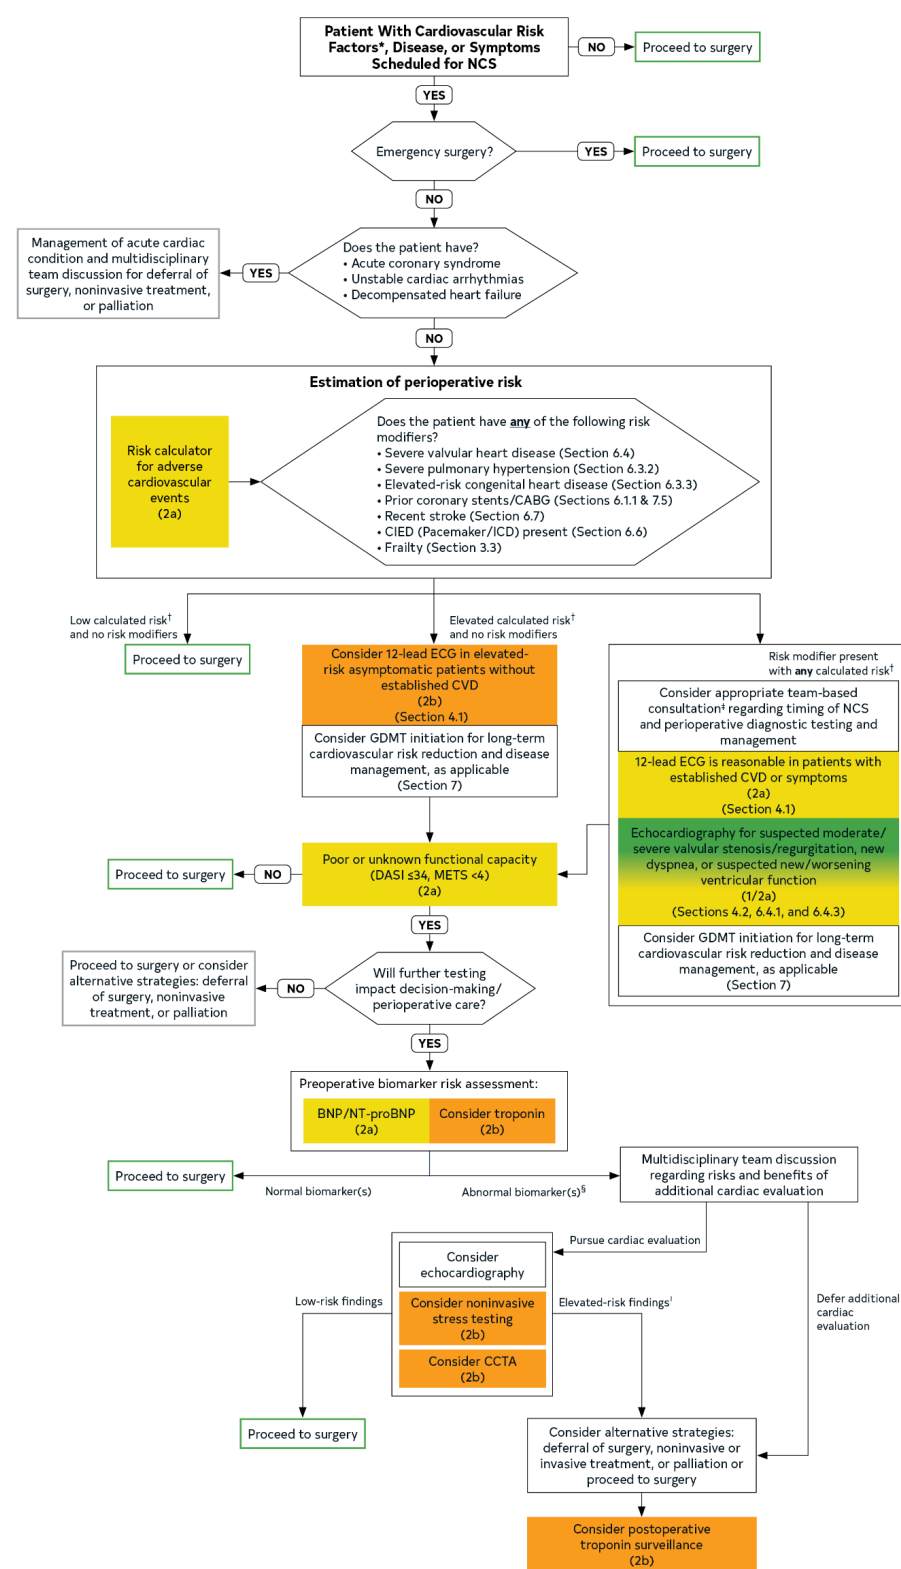 Patient With Cardiovascular Risk
Factors*, Disease, or Symptoms
Scheduled for NCS
NO
Proceed to surgery
YES
Emergency surgery?
YES
Proceed to surgery
NO
Management of acute cardiac
condition and multidisciplinary
team discussion for deferral of
surgery, noninvasive treatment,
or palliation
YES
Does the patient have?
• Acute coronary syndrome
• Unstable cardiac arrhythmias
• Decompensated heart failure
NO
Estimation of perioperative risk
Risk calculator
for adverse
cardiovascular
events
(2a)
Does the patient have any of the following risk
modifiers?
• Severe valvular heart disease (Section 6.4)
• Severe pulmonary hypertension (Section 6.3.2)
• Elevated-risk congenital heart disease (Section 6.3.3)
• Prior coronary stents/CABG (Sections 6.1.1 & 7.5)
• Recent stroke (Section 6.7)
• CIED (Pacemaker/ICD) present (Section 6.6)
• Frailty (Section 3.3)
Low calculated risk†
and no risk modifiers
Proceed to surgery
Elevated calculated risk†
and no risk modifiers
Consider 12-lead ECG in elevated-
risk asymptomatic patients without
established CVD
(2b)
(Section 4.1)
Consider GDMT initiation for long-term
cardiovascular risk reduction and disease
management, as applicable
(Section 7)
Risk modifier present
with any calculated risk†
Consider appropriate team-based
consultation‡ regarding timing of NCS
and perioperative diagnostic testing and
management
12-lead ECG is reasonable in patients with
established CVD or symptoms
(2a)
(Section 4.1)
Echocardiography for suspected moderate/
severe valvular stenosis/regurgitation, new
dyspnea, or suspected new/worsening
ventricular function
(1/2a)
(Sections 4.2, 6.4.1, and 6.4.3)
Consider GDMT initiation for long-term
cardiovascular risk reduction and disease
management, as applicable
(Section 7)
Proceed to surgery
NO
Poor or unknown functional capacity
(DASI ≤34, METS <4)
(2a)
YES
Proceed to surgery or consider
alternative strategies: deferral
of surgery, noninvasive
treatment, or palliation
NO
Will further testing
impact decision-making/
perioperative care?
YES
Preoperative biomarker risk assessment:
BNP/NT-proBNP
(2a)
Consider troponin
(2b)
Proceed to surgery
Normal biomarker(s)
Abnormal biomarker(s)§
Multidisciplinary team discussion
regarding risks and benefits of
additional cardiac evaluation
Pursue cardiac evaluation
Consider
echocardiography
Consider noninvasive
stress testing
(2b)
Consider CCTA
(2b)
Low-risk findings
Elevated-risk findings
Defer additional
cardiac
evaluation
Proceed to surgery
Consider alternative strategies:
deferral of surgery, noninvasive or
invasive treatment, or palliation or
proceed to surgery
Consider postoperative
troponin surveillance
(2b)